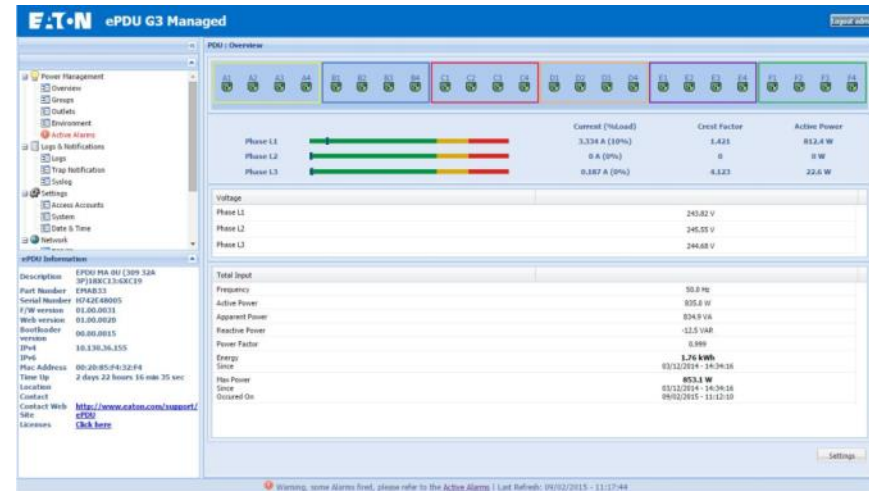 EATON ePDU G3 Managed
PDU : Overview
Power Management
Overview
Groups
Outlets
Environment
Active Alarms
Logs & Notifications
Logs
Trap Notification
Syslog
Settings
Access Accounts
System
Date & Time
Network
ePDU Information
Description EPDU MA 0U (309 32A
3P)18XC13:6XC19
Part Number EMAB33
Serial Number H742E48005
F/W version 01.00.0031
Web version 01.00.0020
Bootloader
version 00.00.0015
IPv4 10.130.36.155
IPv6
Mac Address 00:20:85:F4:32:F4
Time Up 2 days 22 hours 16 min 35 sec
Location
Contact
Contact Web http://www.eaton.com/support/
Site ePDU
Licenses Click here
A1 A2 A3 A4 B1 B2 B3 B4 C1 C2 C3 C4 D1 D2 D3 D4 E1 E2 E3 E4 F1 F2 F3 F4
Current (%Load) Crest Factor Active Power
Phase L1 3.334 A (10%) 1.421 812.4 W
Phase L2 0 A (0%) 0 0 W
Phase L3 0.187 A (0%) 4.123 22.6 W
Voltage
Phase L1 243.82 V
Phase L2 245.55 V
Phase L3 244.68 V
Total Input
Frequency 50.0 Hz
Active Power 835.0 W
Apparent Power 834.9 VA
Reactive Power -12.5 VAR
Power Factor 0.999
Energy 1.76 kWh
Since 03/12/2014 - 14:34:16
Max Power 853.1 W
Since 03/12/2014 - 14:34:16
Occured On 09/02/2015 - 11:12:10
Settings
Warning, some Alarms fired, please refer to the Active Alarms | Last Refresh: 09/02/2015 - 11:17:44